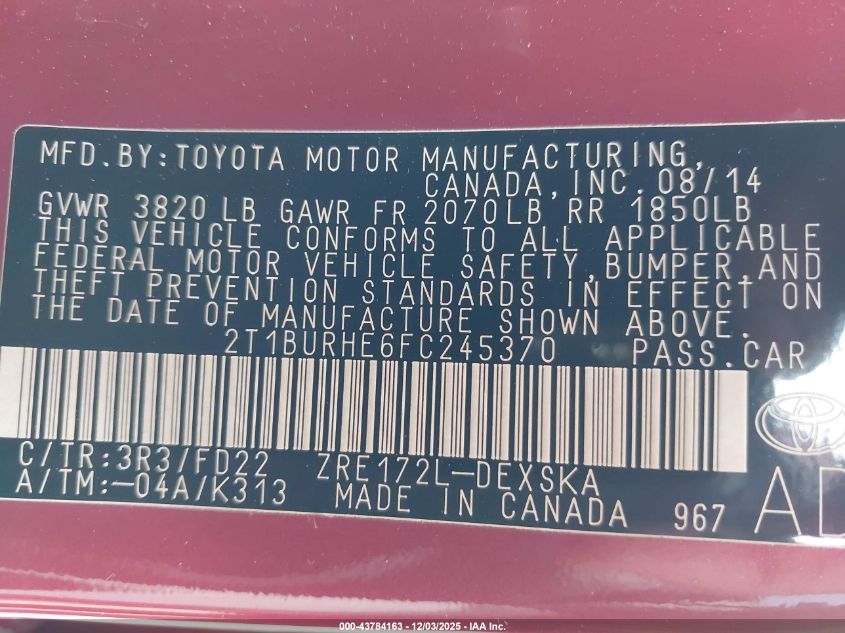 MFD.BY:TOYOTA MOTOR MANUFACTURING,
CANADA,INC. 08/14
GVWR 3820 LB GAWR FR 2070LB RR 1850LB
THIS VEHICLE CONFORMS TO ALL APPLICABLE
FEDERAL MOTOR VEHICLE SAFETY,BUMPER,AND
THEFT PREVENTION STANDARDS IN EFFECT ON
THE DATE OF MANUFACTURE SHOWN ABOVE.
2T1BURHE6FC245370 PASS.CAR
C/TR:3R3/FD22 ZRE172L-DEXSKA
A/TM:-04A/K313 MADE IN CANADA 967 AD
000-43784163 - 12/03/2025 - IAA Inc.